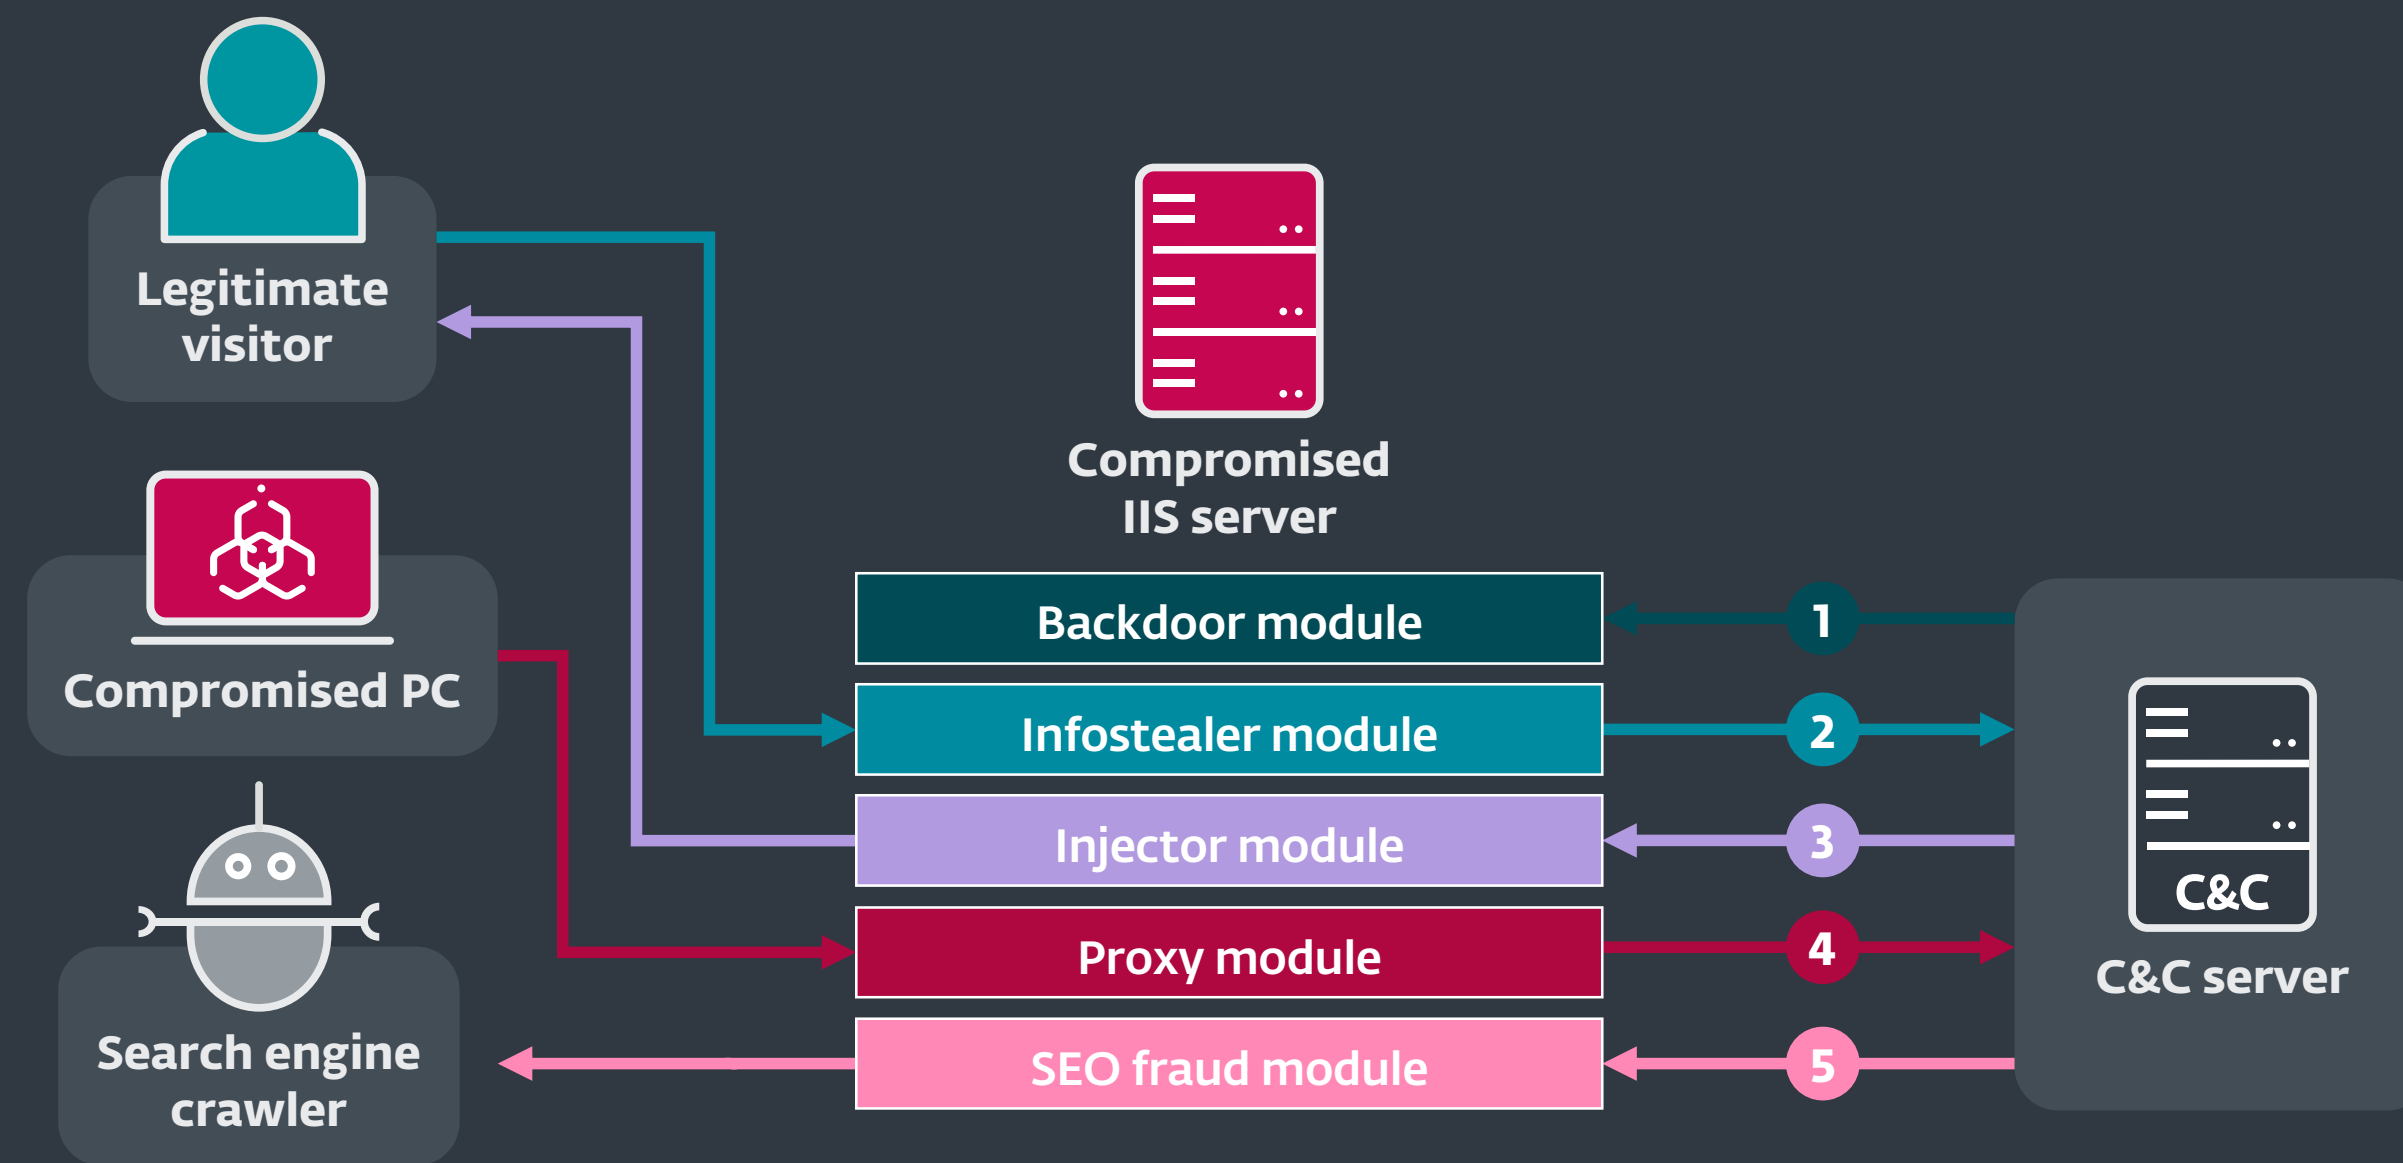 Legitimate
visitor
Compromised PC
Search engine
crawler
Compromised
IIS server
Backdoor module
Infostealer module
Injector module
Proxy module
SEO fraud module
1
2
3
4
5
C&C
C&C server